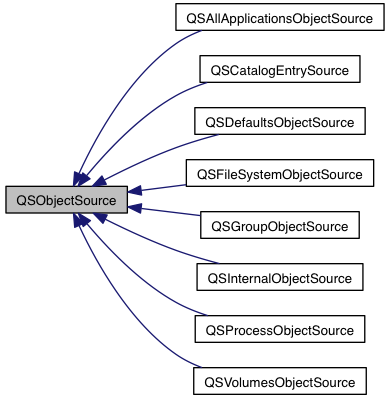 QSAllApplicationsObjectSource
QSCatalogEntrySource
QSDefaultsObjectSource
QSFileSystemObjectSource
QSObjectSource
QSGroupObjectSource
QSInternalObjectSource
QSProcessObjectSource
QSVolumesObjectSource